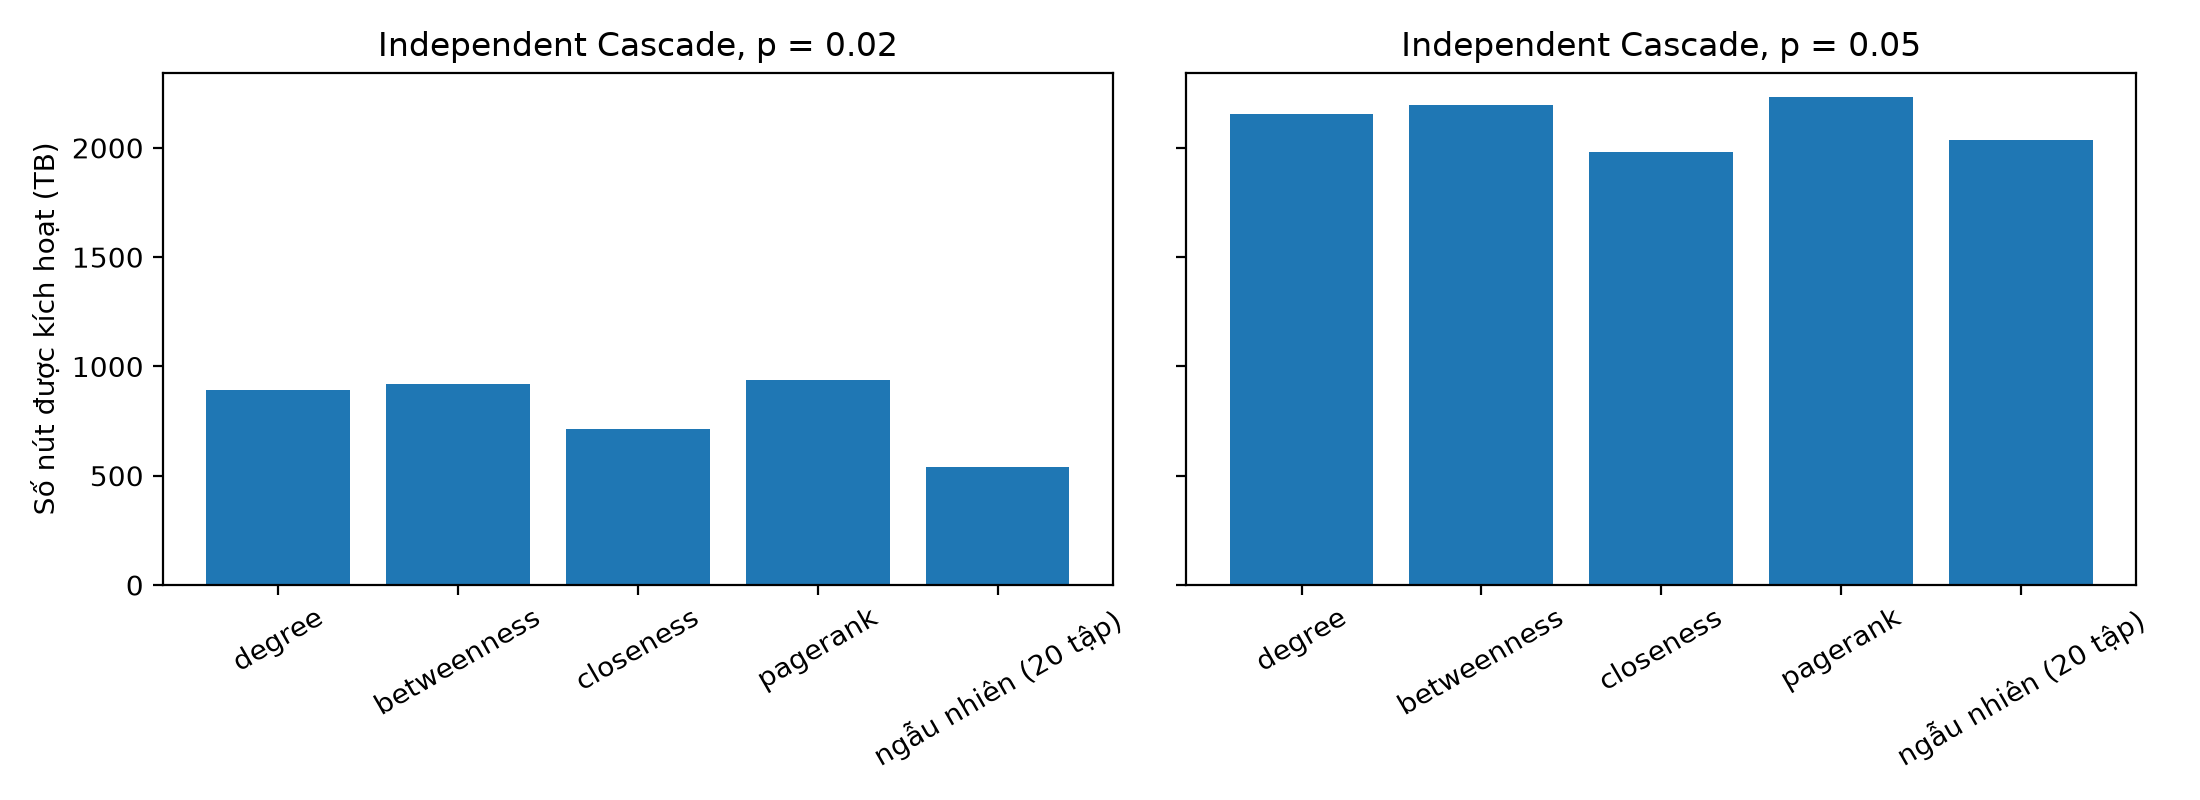 Independent Cascade, p = 0.02
Số nút được kích hoạt (TB)
2000
1500
1000
500
0
degree
betweenness
closeness
pagerank
ngẫu nhiên (20 tập)
Independent Cascade, p = 0.05
degree
betweenness
closeness
pagerank
ngẫu nhiên (20 tập)